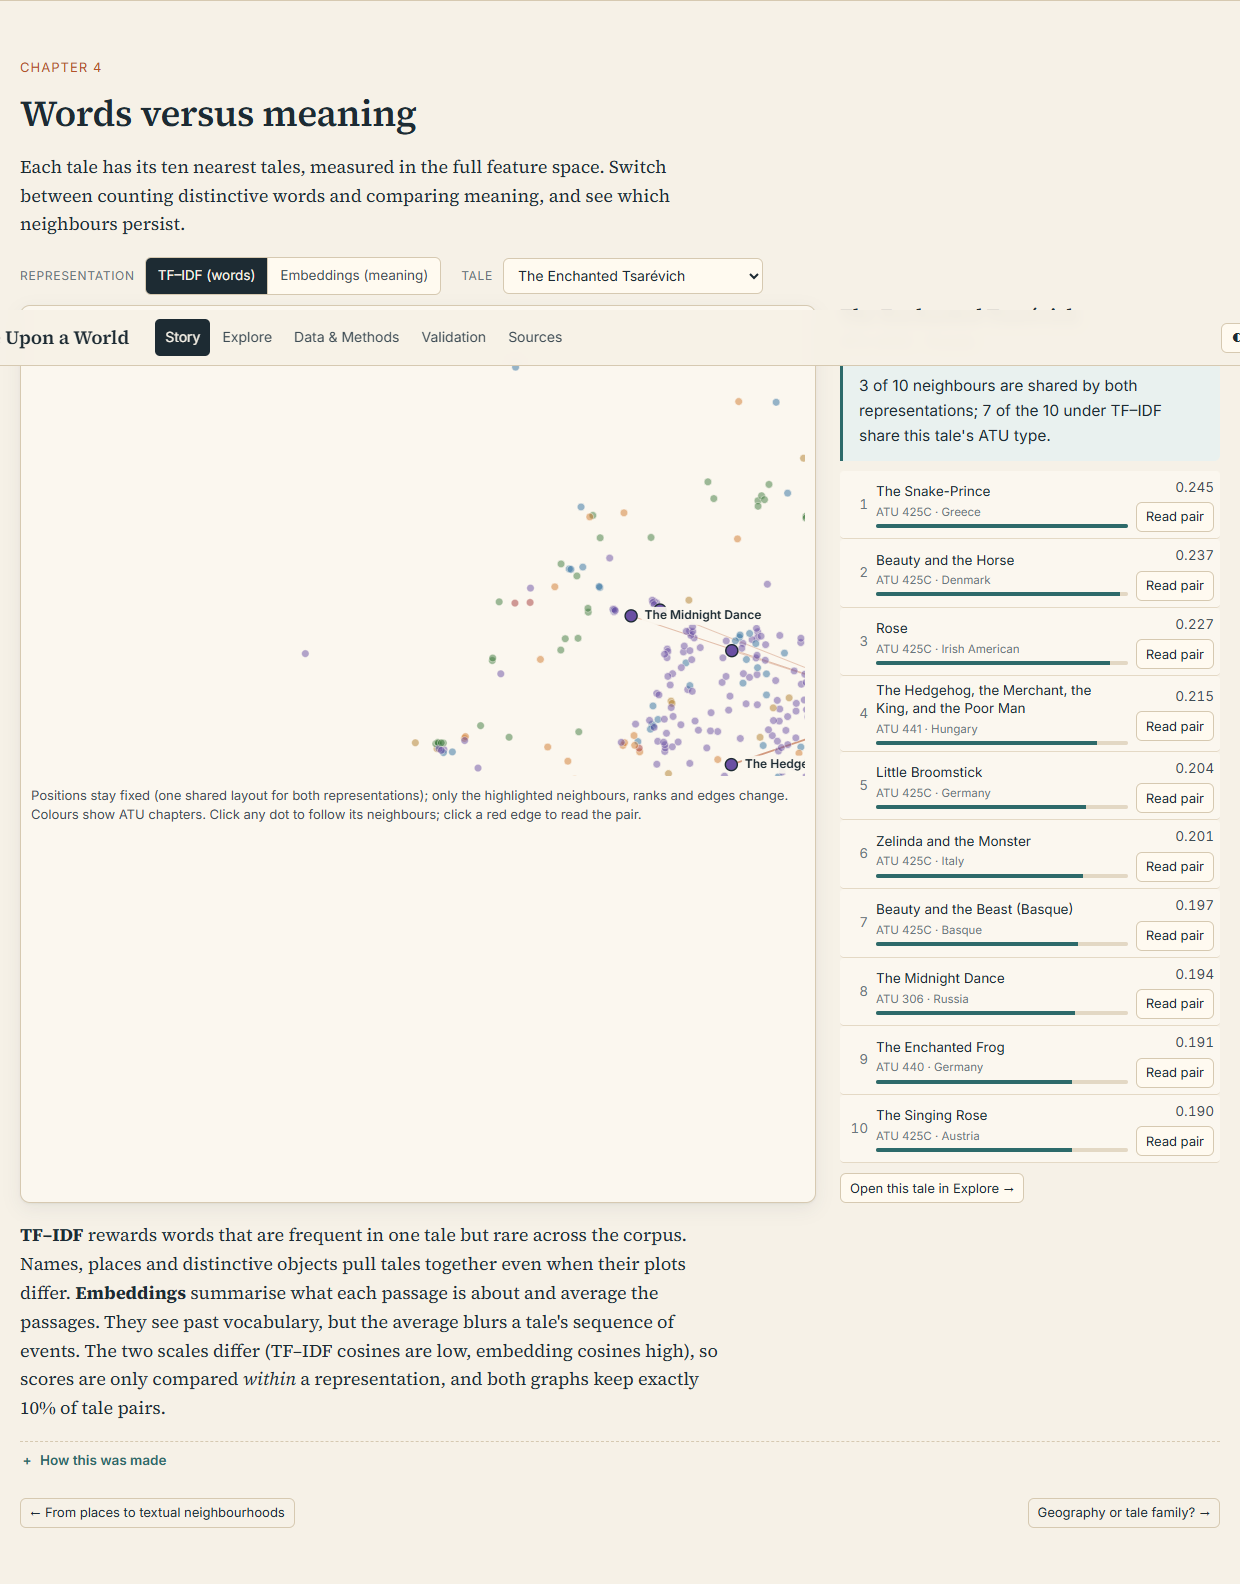 CHAPTER 4
Words versus meaning
Each tale has its ten nearest tales, measured in the full feature space. Switch
between counting distinctive words and comparing meaning, and see which
neighbours persist.
REPRESENTATION TF–IDF (words) Embeddings (meaning) TALE The Enchanted Tsarévich
Upon a World Story Explore Data & Methods Validation Sources
3 of 10 neighbours are shared by both
representations; 7 of the 10 under TF–IDF
share this tale's ATU type.
1 The Snake-Prince 0.245
ATU 425C · Greece Read pair
2 Beauty and the Horse 0.237
ATU 425C · Denmark Read pair
3 Rose 0.227
ATU 425C · Irish American Read pair
4 The Hedgehog, the Merchant, the
King, and the Poor Man 0.215
ATU 441 · Hungary Read pair
5 Little Broomstick 0.204
ATU 425C · Germany Read pair
6 Zelinda and the Monster 0.201
ATU 425C · Italy Read pair
7 Beauty and the Beast (Basque) 0.197
ATU 425C · Basque Read pair
8 The Midnight Dance 0.194
ATU 306 · Russia Read pair
9 The Enchanted Frog 0.191
ATU 440 · Germany Read pair
10 The Singing Rose 0.190
ATU 425C · Austria Read pair
Open this tale in Explore →
The Midnight Dance
The Hedge
Positions stay fixed (one shared layout for both representations); only the highlighted neighbours, ranks and edges change.
Colours show ATU chapters. Click any dot to follow its neighbours; click a red edge to read the pair.
TF–IDF rewards words that are frequent in one tale but rare across the corpus.
Names, places and distinctive objects pull tales together even when their plots
differ. Embeddings summarise what each passage is about and average the
passages. They see past vocabulary, but the average blurs a tale's sequence of
events. The two scales differ (TF–IDF cosines are low, embedding cosines high), so
scores are only compared within a representation, and both graphs keep exactly
10% of tale pairs.
+ How this was made
← From places to textual neighbourhoods
Geography or tale family? →